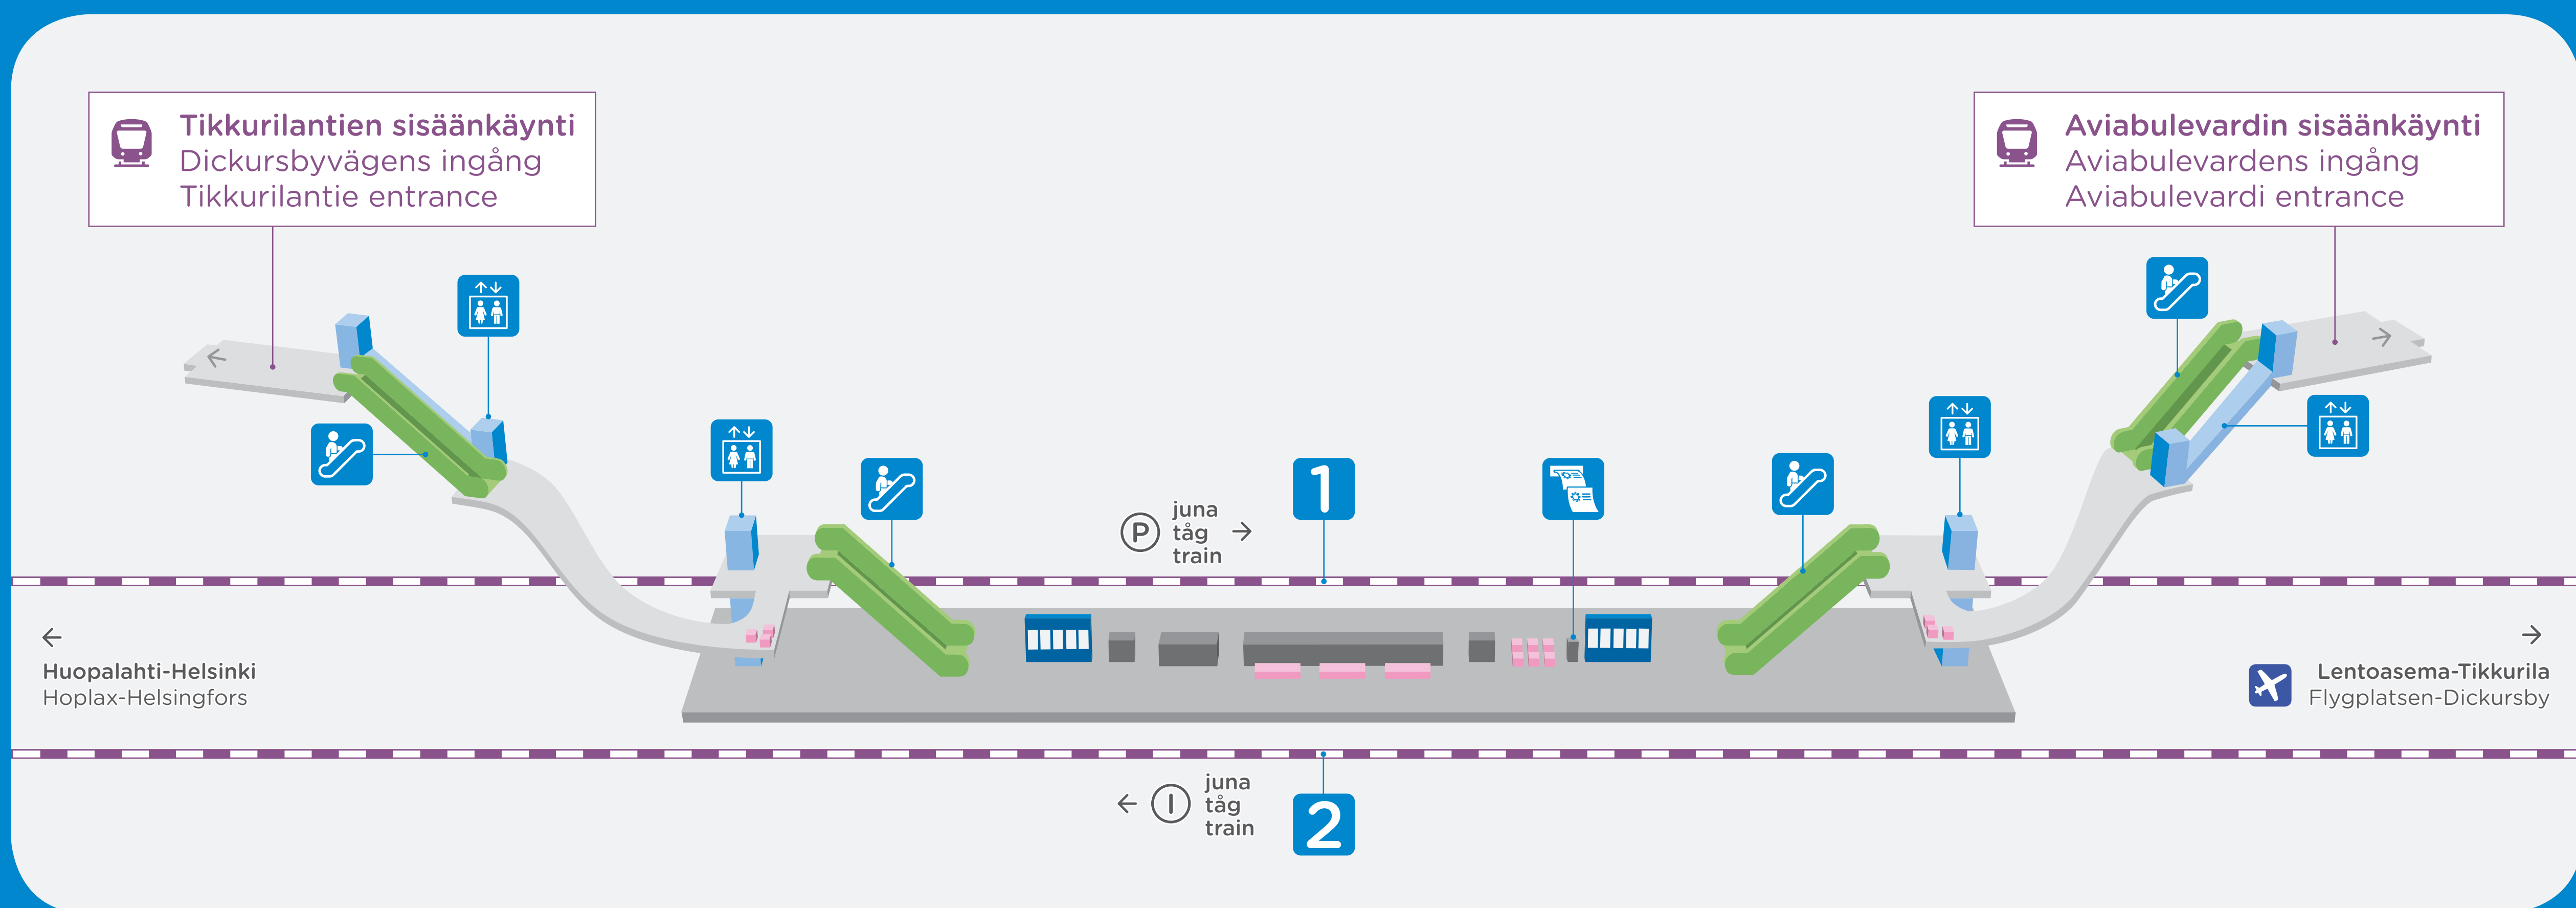 Tikkurilantien sisäänkäynti
Dickursbyvägens ingång
Tikkurilantie entrance
Aviabulevardin sisäänkäynti
Aviabulevardens ingång
Aviabulevardi entrance
P
juna
tåg
train
1
Huopalahti-Helsinki
Hoplax-Helsingfors
Lentoasema-Tikkurila
Flygplatsen-Dickursby
I
juna
tåg
train
2